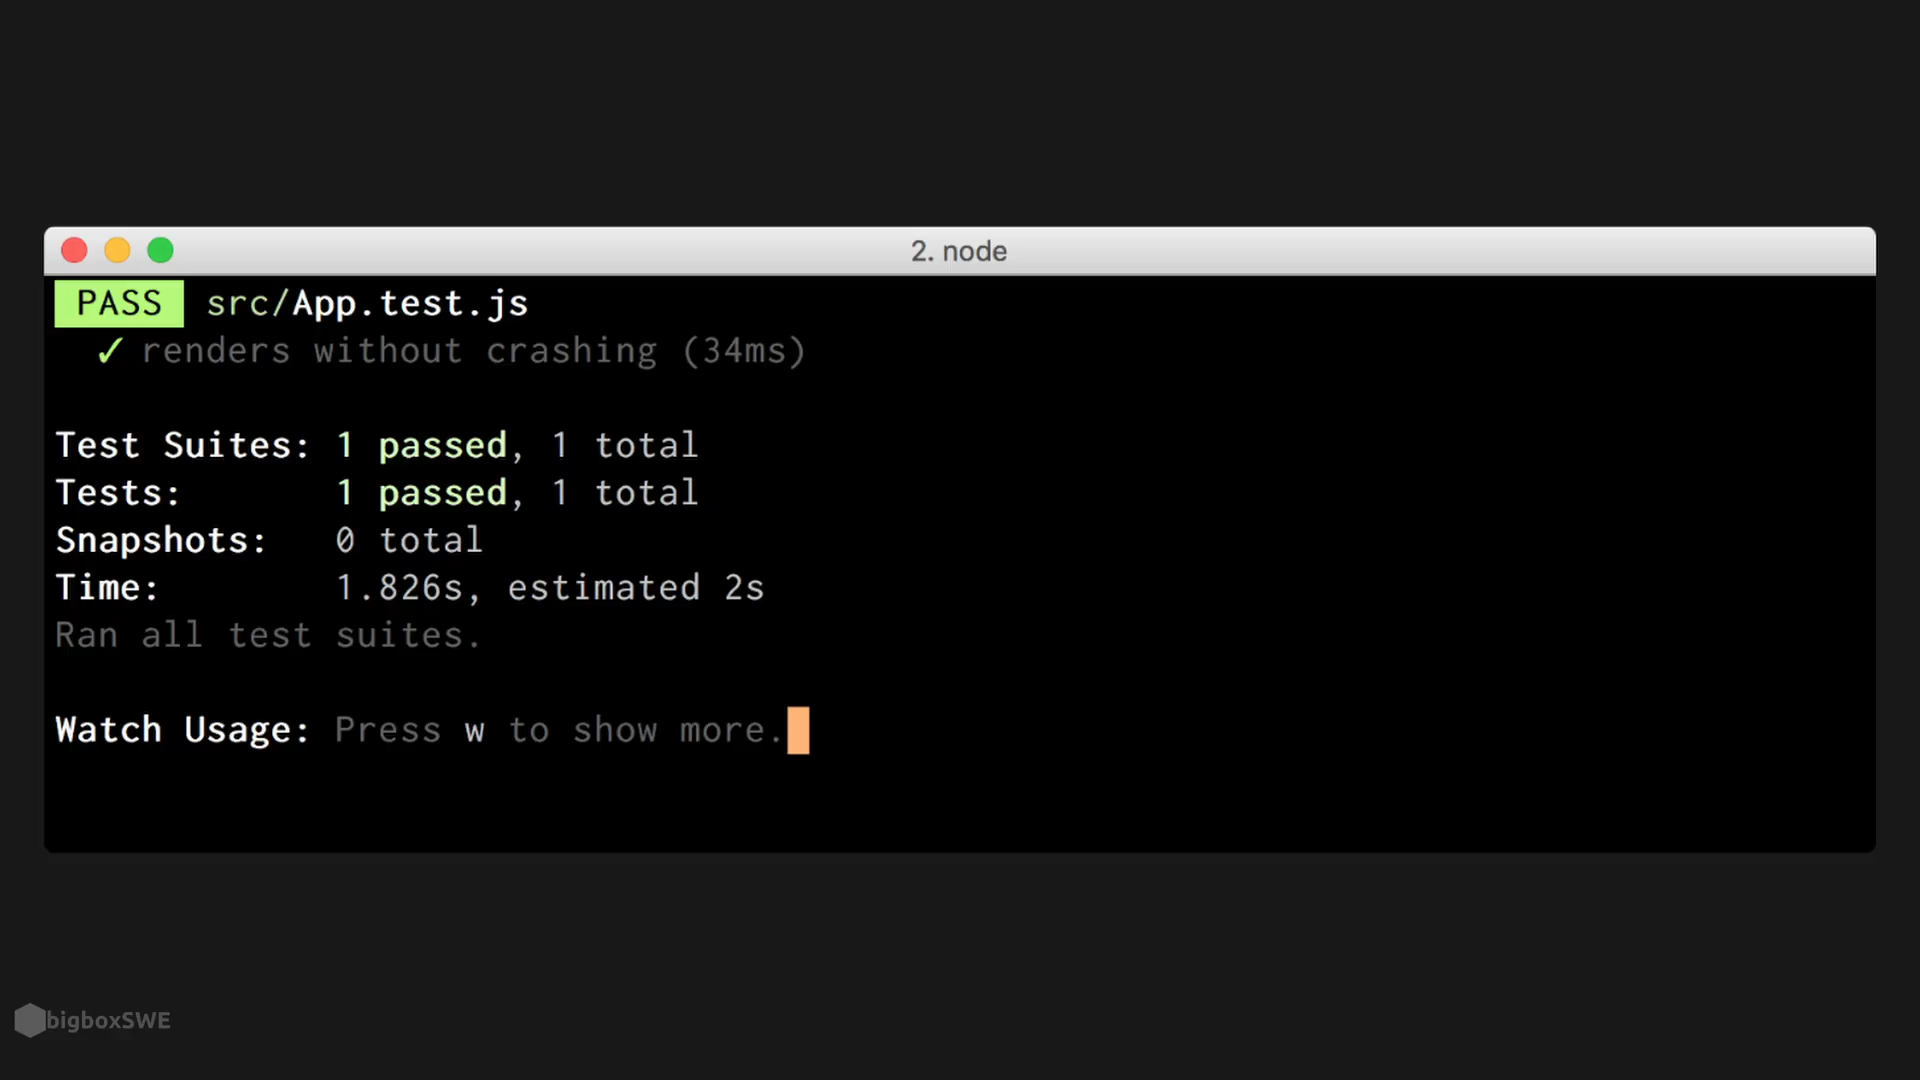 2. node
PASS src/App.test.js
✓ renders without crashing (34ms)
Test Suites: 1 passed, 1 total
Tests: 1 passed, 1 total
Snapshots: 0 total
Time: 1.826s, estimated 2s
Ran all test suites.
Watch Usage: Press w to show more.
bigboxSWE